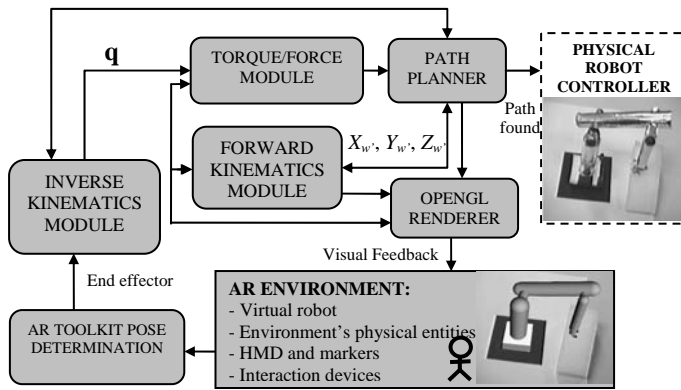 q
TORQUE/FORCE
MODULE
PATH
PLANNER
PHYSICAL
ROBOT
CONTROLLER
Path
found
FORWARD
KINEMATICS
MODULE
Xw', Yw', Zw'
INVERSE
KINEMATICS
MODULE
OPENGL
RENDERER
Visual Feedback
End effector
AR TOOLKIT POSE
DETERMINATION
AR ENVIRONMENT:
- Virtual robot
- Environment's physical entities
- HMD and markers
- Interaction devices